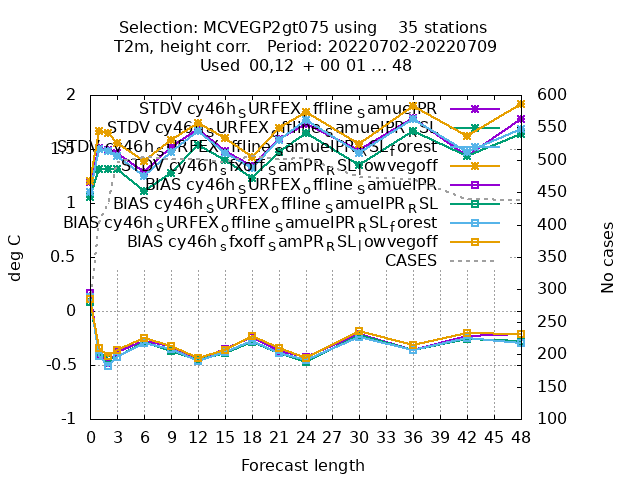 Selection: MCVEGP2gt075 using 35 stations
T2m, height corr. Period: 20220702-20220709
Used 00,12 + 00 01 ... 48
2
1.5
1
0.5
0
-0.5
-1
600
550
500
450
400
350
300
250
200
150
100
deg C
No cases
STDV cy46h_SURFEX_offline_samuelPR
STDV cy46h_SURFEX_offline_samuelPR_RSL
STDV cy46h_SURFEX_offline_samuelPR_RSL_forest
STDV cy46h_sfxoff_samPR_RSL_lowvegoff
BIAS cy46h_SURFEX_offline_samuelPR
BIAS cy46h_SURFEX_offline_samuelPR_RSL
BIAS cy46h_SURFEX_offline_samuelPR_RSL_forest
BIAS cy46h_sfxoff_samPR_RSL_lowvegoff
CASES
0 3 6 9 12 15 18 21 24 27 30 33 36 39 42 45 48
Forecast length